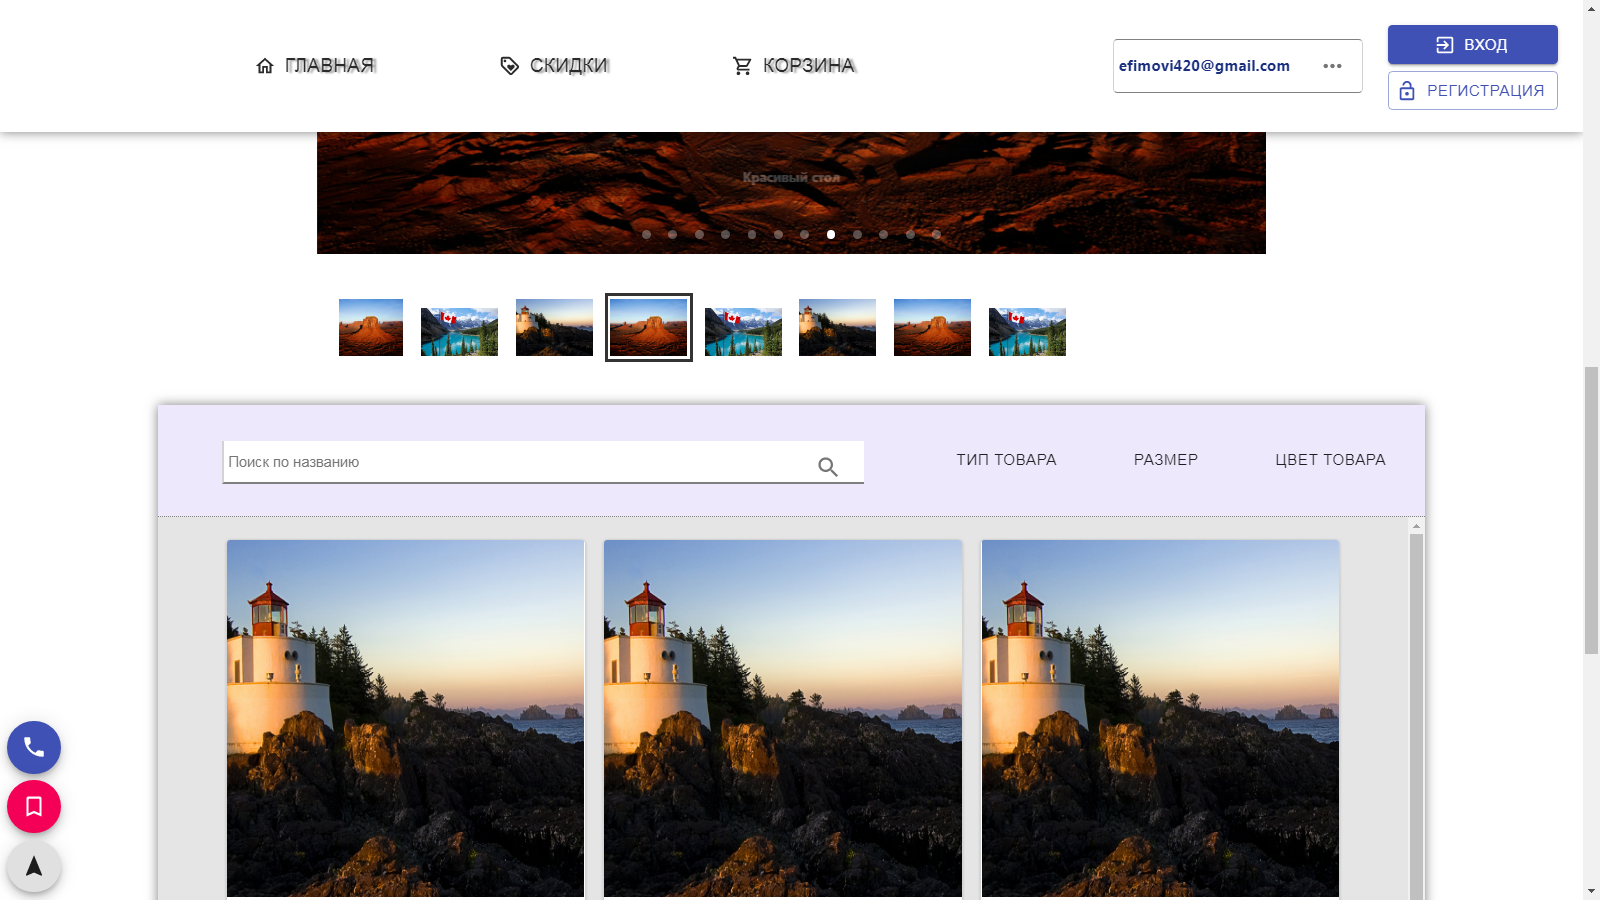 ГЛАВНАЯ
СКИДКИ
КОРЗИНА
efimovi420@gmail.com
ВХОД
РЕГИСТРАЦИЯ
Красивый стол
Поиск по названию
ТИП ТОВАРА
РАЗМЕР
ЦВЕТ ТОВАРА